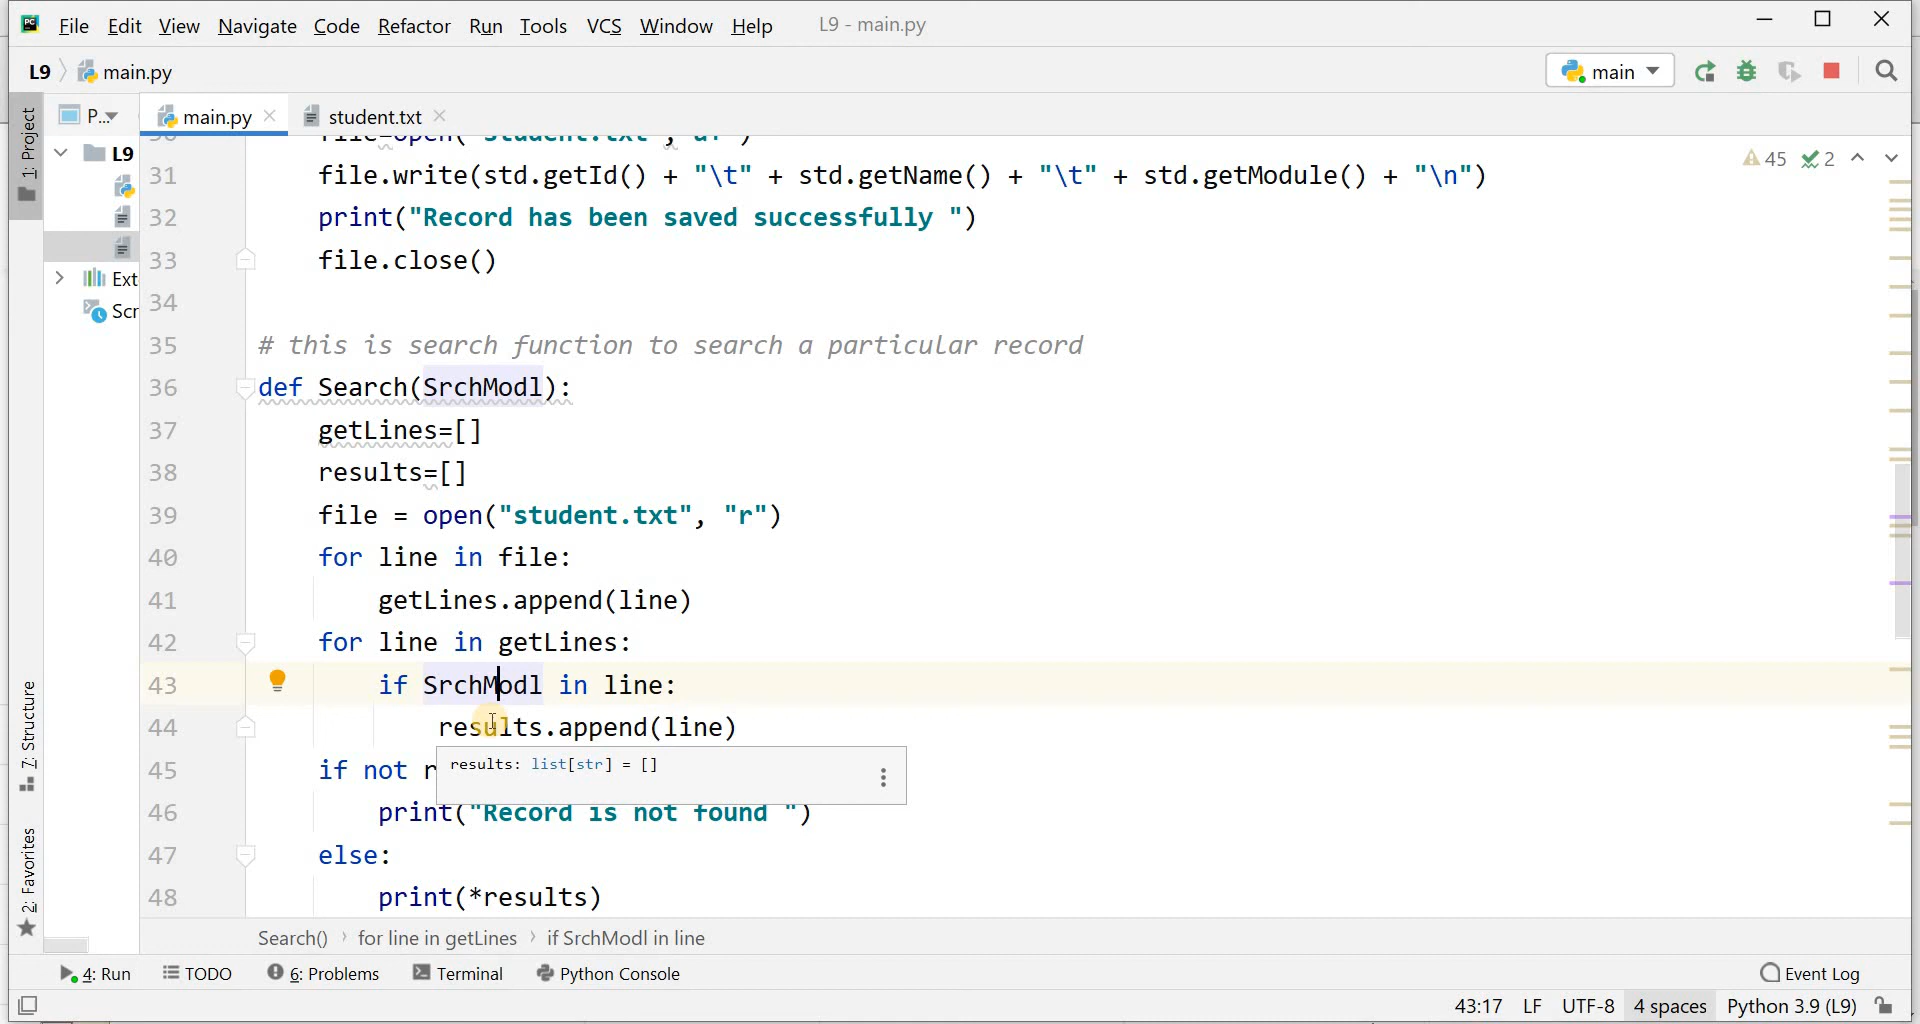 PC File Edit View Navigate Code Refactor Run Tools VCS Window Help L9 - main.py
L9 main.py main
1: Project P... main.py student.txt
L9
Ext
Scr
45 2
31 file.write(std.getId() + "\t" + std.getName() + "\t" + std.getModule() + "\n")
32 print("Record has been saved successfully ")
33 file.close()
34
35 # this is search function to search a particular record
36 def Search(SrchModl):
37 getLines=[]
38 results=[]
39 file = open("student.txt", "r")
40 for line in file:
41 getLines.append(line)
42 for line in getLines:
43 if SrchModl in line:
44 results.append(line)
results: list[str] = []
45 if not r
46 print("Record is not found ")
47 else:
48 print(*results)
7: Structure
2: Favorites
Search() › for line in getLines › if SrchModl in line
4: Run TODO 6: Problems Terminal Python Console Event Log
43:17 LF UTF-8 4 spaces Python 3.9 (L9)